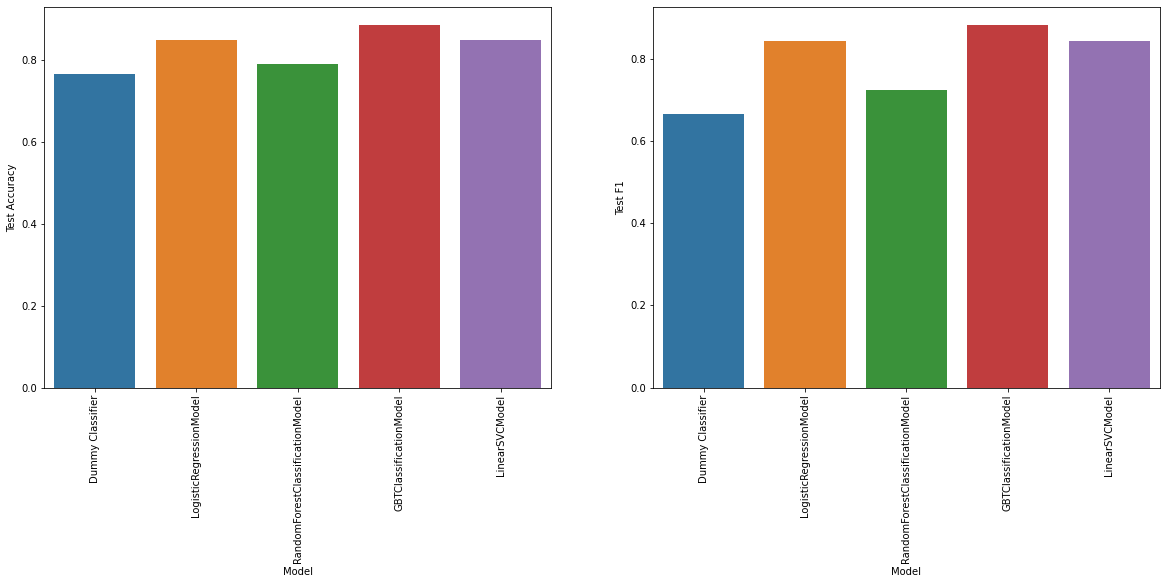 Test Accuracy
0.8
0.6
0.4
0.2
0.0
Dummy Classifier
LogisticRegressionModel
RandomForestClassificationModel
GBTClassificationModel
LinearSVCModel
Model
Test F1
0.8
0.6
0.4
0.2
0.0
Dummy Classifier
LogisticRegressionModel
RandomForestClassificationModel
GBTClassificationModel
LinearSVCModel
Model